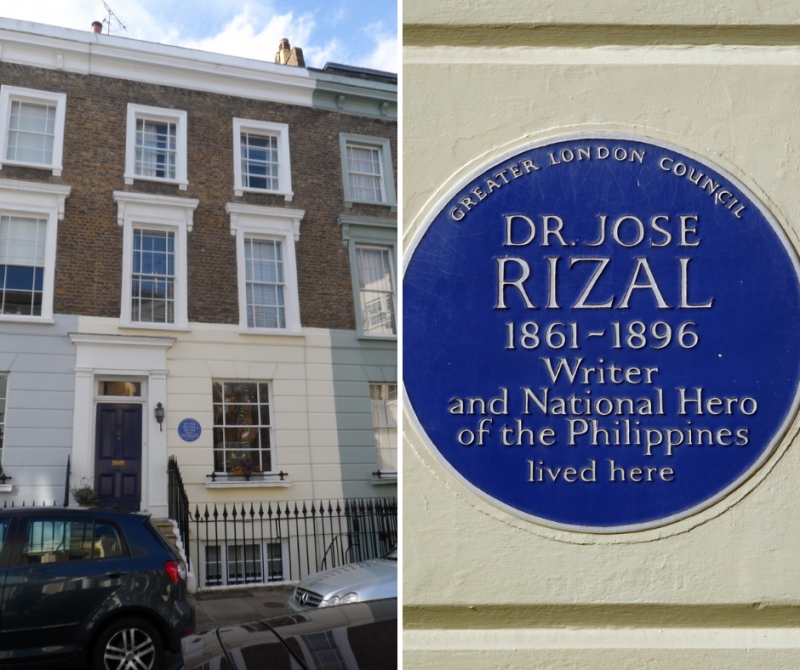 GREATER LONDON COUNCIL
DR. JOSE
RIZAL
1861-1896
Writer
and National Hero
of the Philippines
lived here